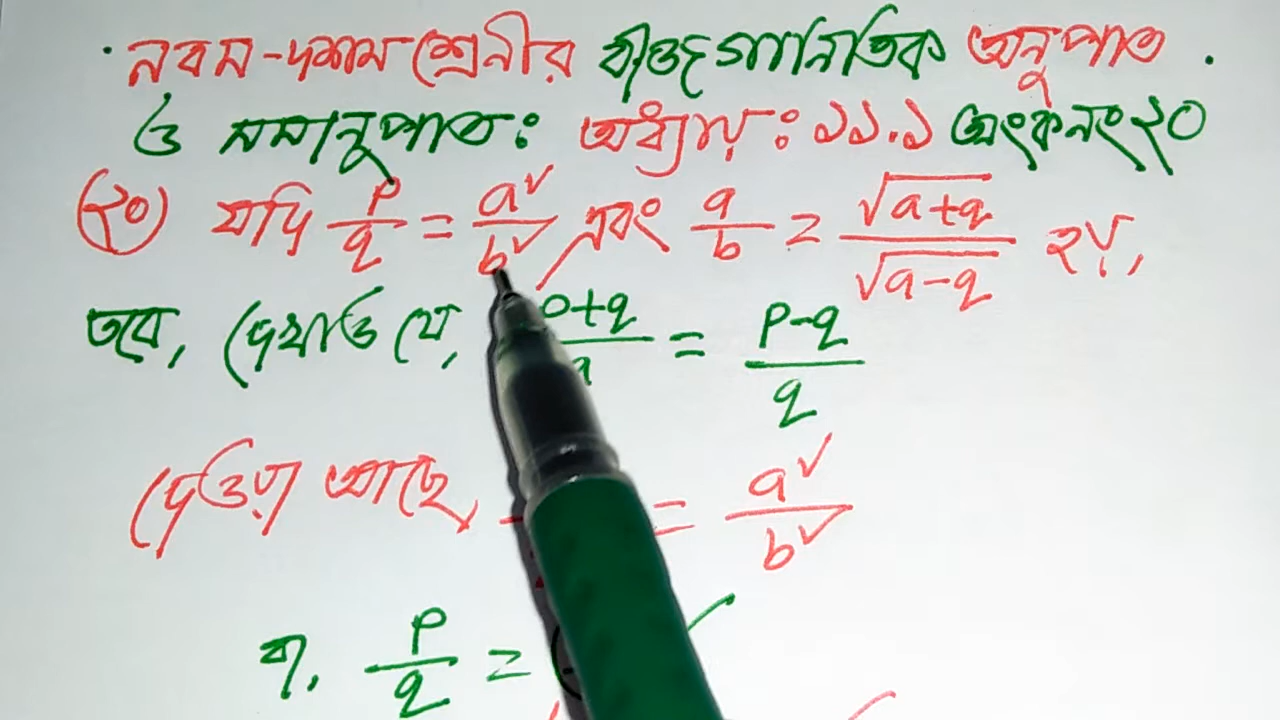 নবম-দশম শ্রেনীর বীজগানিতিক অনুপাত
ও সমানুপাত: অধ্যায়: ১১.১ অংক নং ২০
(২০) যদি p/q = a²/b² এবং a/b = √(a+q)/√(a-q) হয়,
তবে, দেখাও যে, p+q/a = p-q/q
দেওয়া আছে, = a²/b²
বা, p/q =